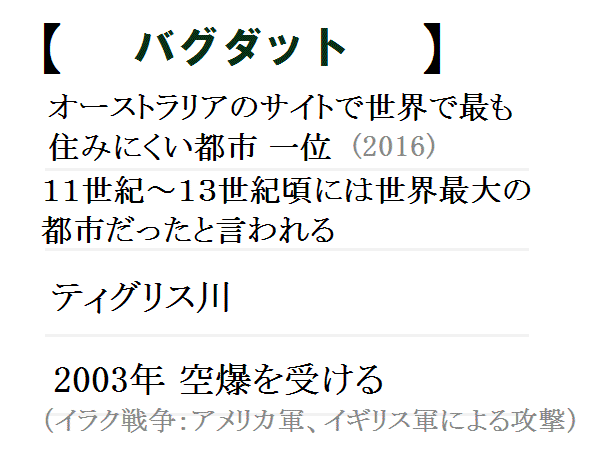 【　バグダット　】
オーストラリアのサイトで世界で最も
住みにくい都市 一位 (2016)
11世紀～13世紀頃には世界最大の
都市だったと言われる
ティグリス川
2003年 空爆を受ける
(イラク戦争：アメリカ軍、イギリス軍による攻撃)